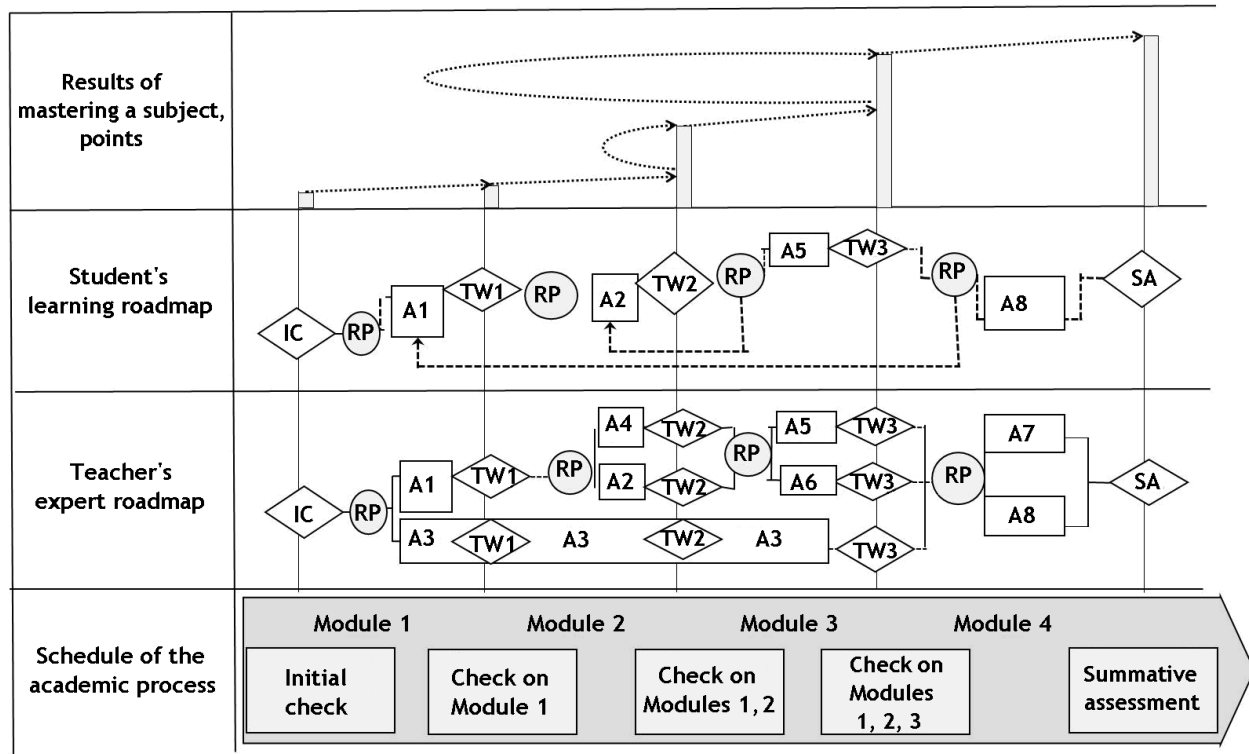 Results of
mastering a subject,
points
Student's
learning roadmap
IC
RP
A1
TW1
RP
A2
TW2
RP
A5
TW3
RP
A8
SA
Teacher's
expert roadmap
IC
RP
A1
TW1
RP
A4
TW2
A2
TW2
RP
A5
TW3
A6
TW3
RP
A7
A8
SA
A3
TW1
A3
TW2
A3
TW3
Schedule of the
academic process
Module 1
Module 2
Module 3
Module 4
Initial
check
Check on
Module 1
Check on
Modules 1, 2
Check on
Modules
1, 2, 3
Summative
assessment